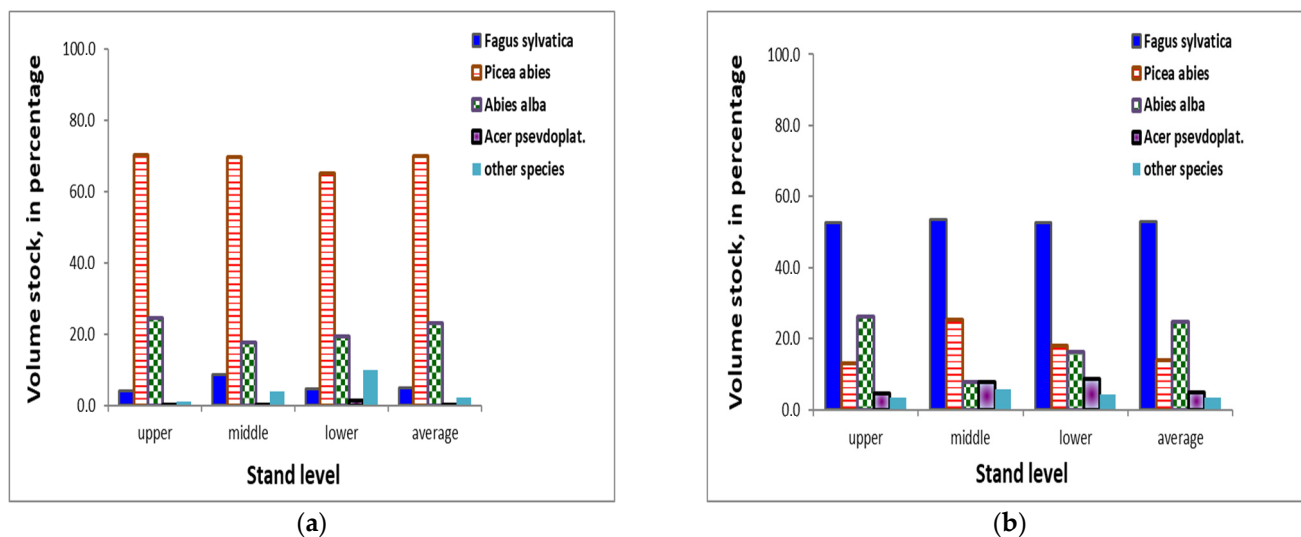 Volume stock, in percentage
100.0
80.0
60.0
40.0
20.0
0.0
Fagus sylvatica
Picea abies
Abies alba
Acer psevdoplat.
other species
upper middle lower average
Stand level
(a)
Volume stock, in percentage
100.0
80.0
60.0
40.0
20.0
0.0
Fagus sylvatica
Picea abies
Abies alba
Acer psevdoplat.
other species
upper middle lower average
Stand level
(b)